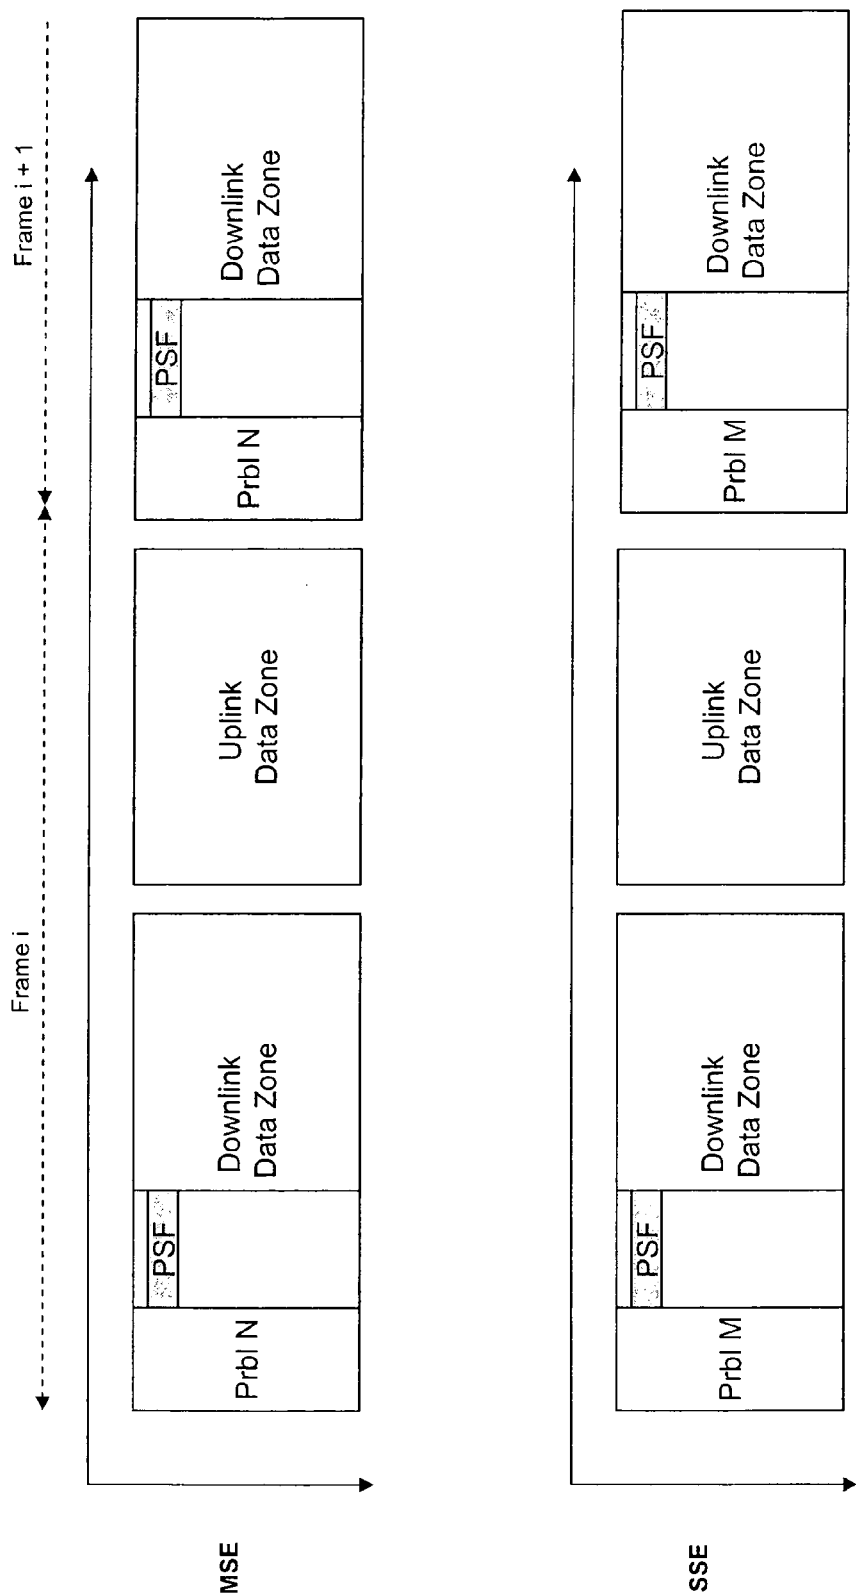 Frame i
Frame i + 1
MSE
Prbl N
PSF
Downlink
Data Zone
Uplink
Data Zone
Prbl N
PSF
Downlink
Data Zone
SSE
Prbl M
PSF
Downlink
Data Zone
Uplink
Data Zone
Prbl M
PSF
Downlink
Data Zone